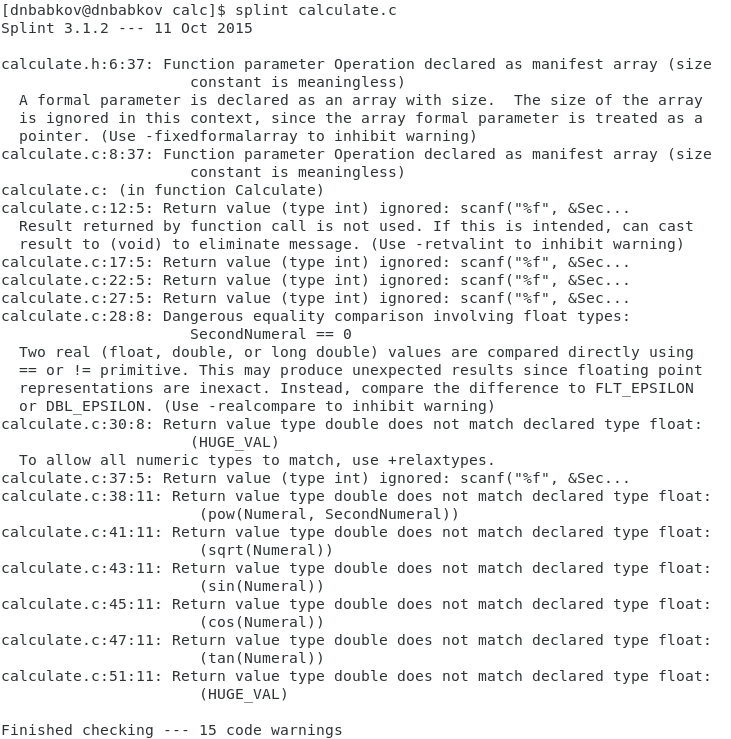 [dnbabkov@dnbabkov calc]$ splint calculate.c
Splint 3.1.2 --- 11 Oct 2015

calculate.h:6:37: Function parameter Operation declared as manifest array (size
                     constant is meaningless)
  A formal parameter is declared as an array with size.  The size of the array
  is ignored in this context, since the array formal parameter is treated as a
  pointer. (Use -fixedformalarray to inhibit warning)
calculate.c:8:37: Function parameter Operation declared as manifest array (size
                     constant is meaningless)
calculate.c: (in function Calculate)
calculate.c:12:5: Return value (type int) ignored: scanf("%f", &Sec...
  Result returned by function call is not used. If this is intended, can cast
  result to (void) to eliminate message. (Use -retvalint to inhibit warning)
calculate.c:17:5: Return value (type int) ignored: scanf("%f", &Sec...
calculate.c:22:5: Return value (type int) ignored: scanf("%f", &Sec...
calculate.c:27:5: Return value (type int) ignored: scanf("%f", &Sec...
calculate.c:28:8: Dangerous equality comparison involving float types:
                     SecondNumeral == 0
  Two real (float, double, or long double) values are compared directly using
  == or != primitive. This may produce unexpected results since floating point
  representations are inexact. Instead, compare the difference to FLT_EPSILON
  or DBL_EPSILON. (Use -realcompare to inhibit warning)
calculate.c:30:8: Return value type double does not match declared type float:
                     (HUGE_VAL)
  To allow all numeric types to match, use +relaxtypes.
calculate.c:37:5: Return value (type int) ignored: scanf("%f", &Sec...
calculate.c:38:11: Return value type double does not match declared type float:
                      (pow(Numeral, SecondNumeral))
calculate.c:41:11: Return value type double does not match declared type float:
                      (sqrt(Numeral))
calculate.c:43:11: Return value type double does not match declared type float:
                      (sin(Numeral))
calculate.c:45:11: Return value type double does not match declared type float:
                      (cos(Numeral))
calculate.c:47:11: Return value type double does not match declared type float:
                      (tan(Numeral))
calculate.c:51:11: Return value type double does not match declared type float:
                      (HUGE_VAL)

Finished checking --- 15 code warnings